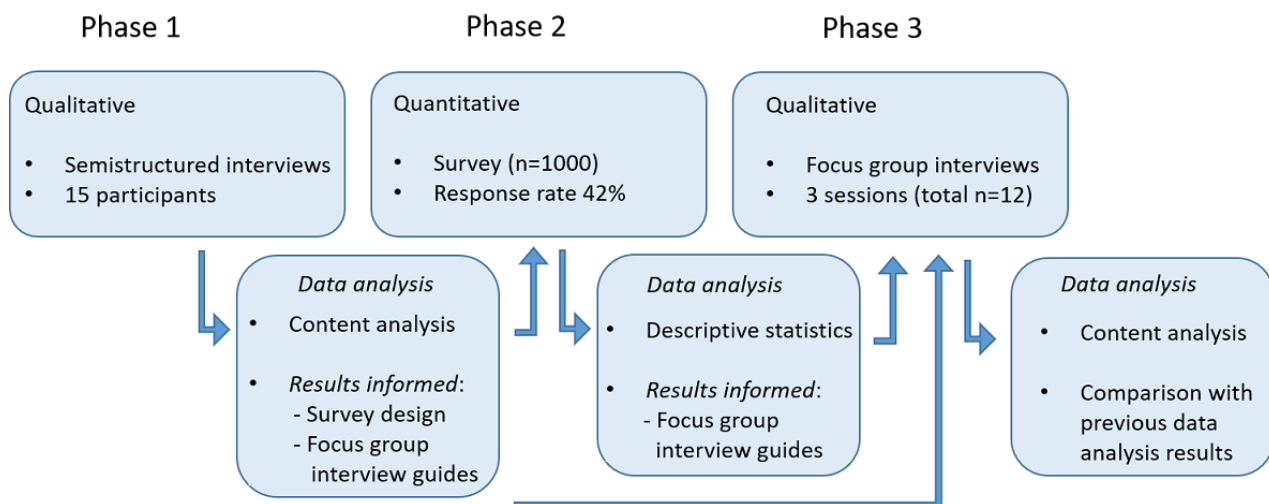 Phase 1
Phase 2
Phase 3
Qualitative
• Semistructured interviews
• 15 participants
Quantitative
• Survey (n=1000)
• Response rate 42%
Qualitative
• Focus group interviews
• 3 sessions (total n=12)
Data analysis
• Content analysis
• Results informed:
- Survey design
- Focus group
interview guides
Data analysis
• Descriptive statistics
• Results informed:
- Focus group
interview guides
Data analysis
• Content analysis
• Comparison with
previous data
analysis results